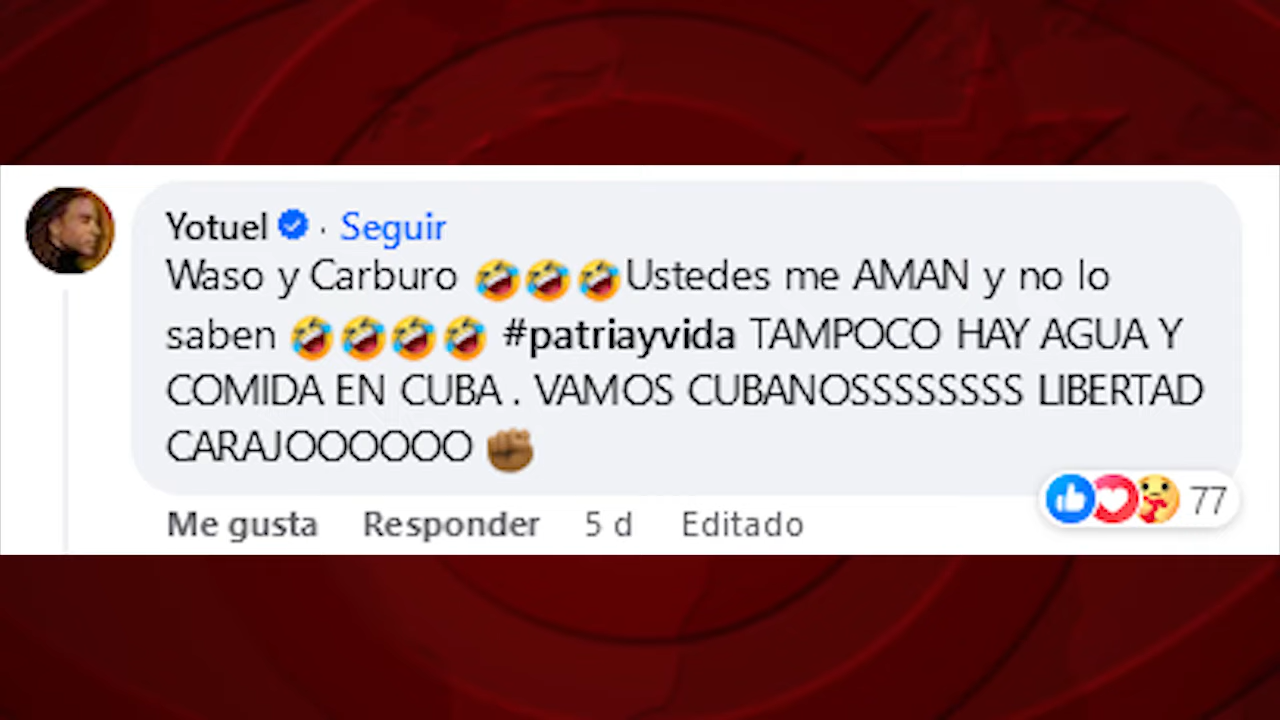 Yotuel · Seguir
Waso y Carburo 🤣🤣🤣Ustedes me AMAN y no lo
saben 🤣🤣🤣🤣 #patriayvida TAMPOCO HAY AGUA Y
COMIDA EN CUBA . VAMOS CUBANOSSSSSSSS LIBERTAD
CARAJOOOOOO ✊🏾
77
Me gusta Responder 5 d Editado